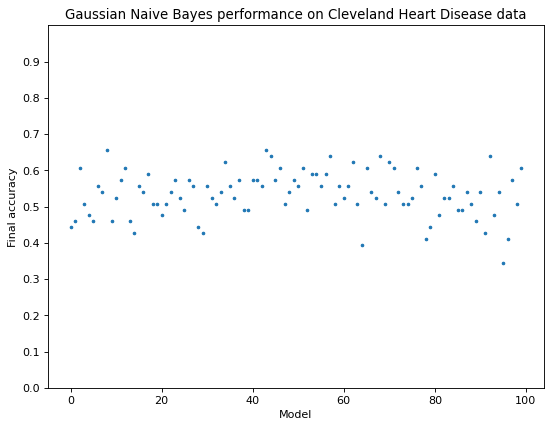 Gaussian Naive Bayes performance on Cleveland Heart Disease data
0.9
0.8
0.7
0.6
0.5
0.4
0.3
0.2
0.1
0.0
Final accuracy
0 20 40 60 80 100
Model